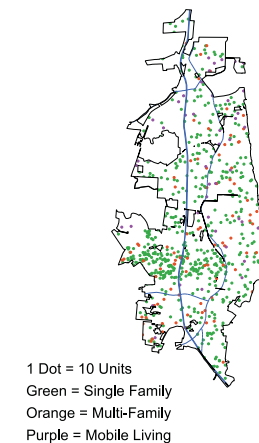 1 Dot = 10 Units
Green = Single Family
Orange = Multi-Family
Purple = Mobile Living